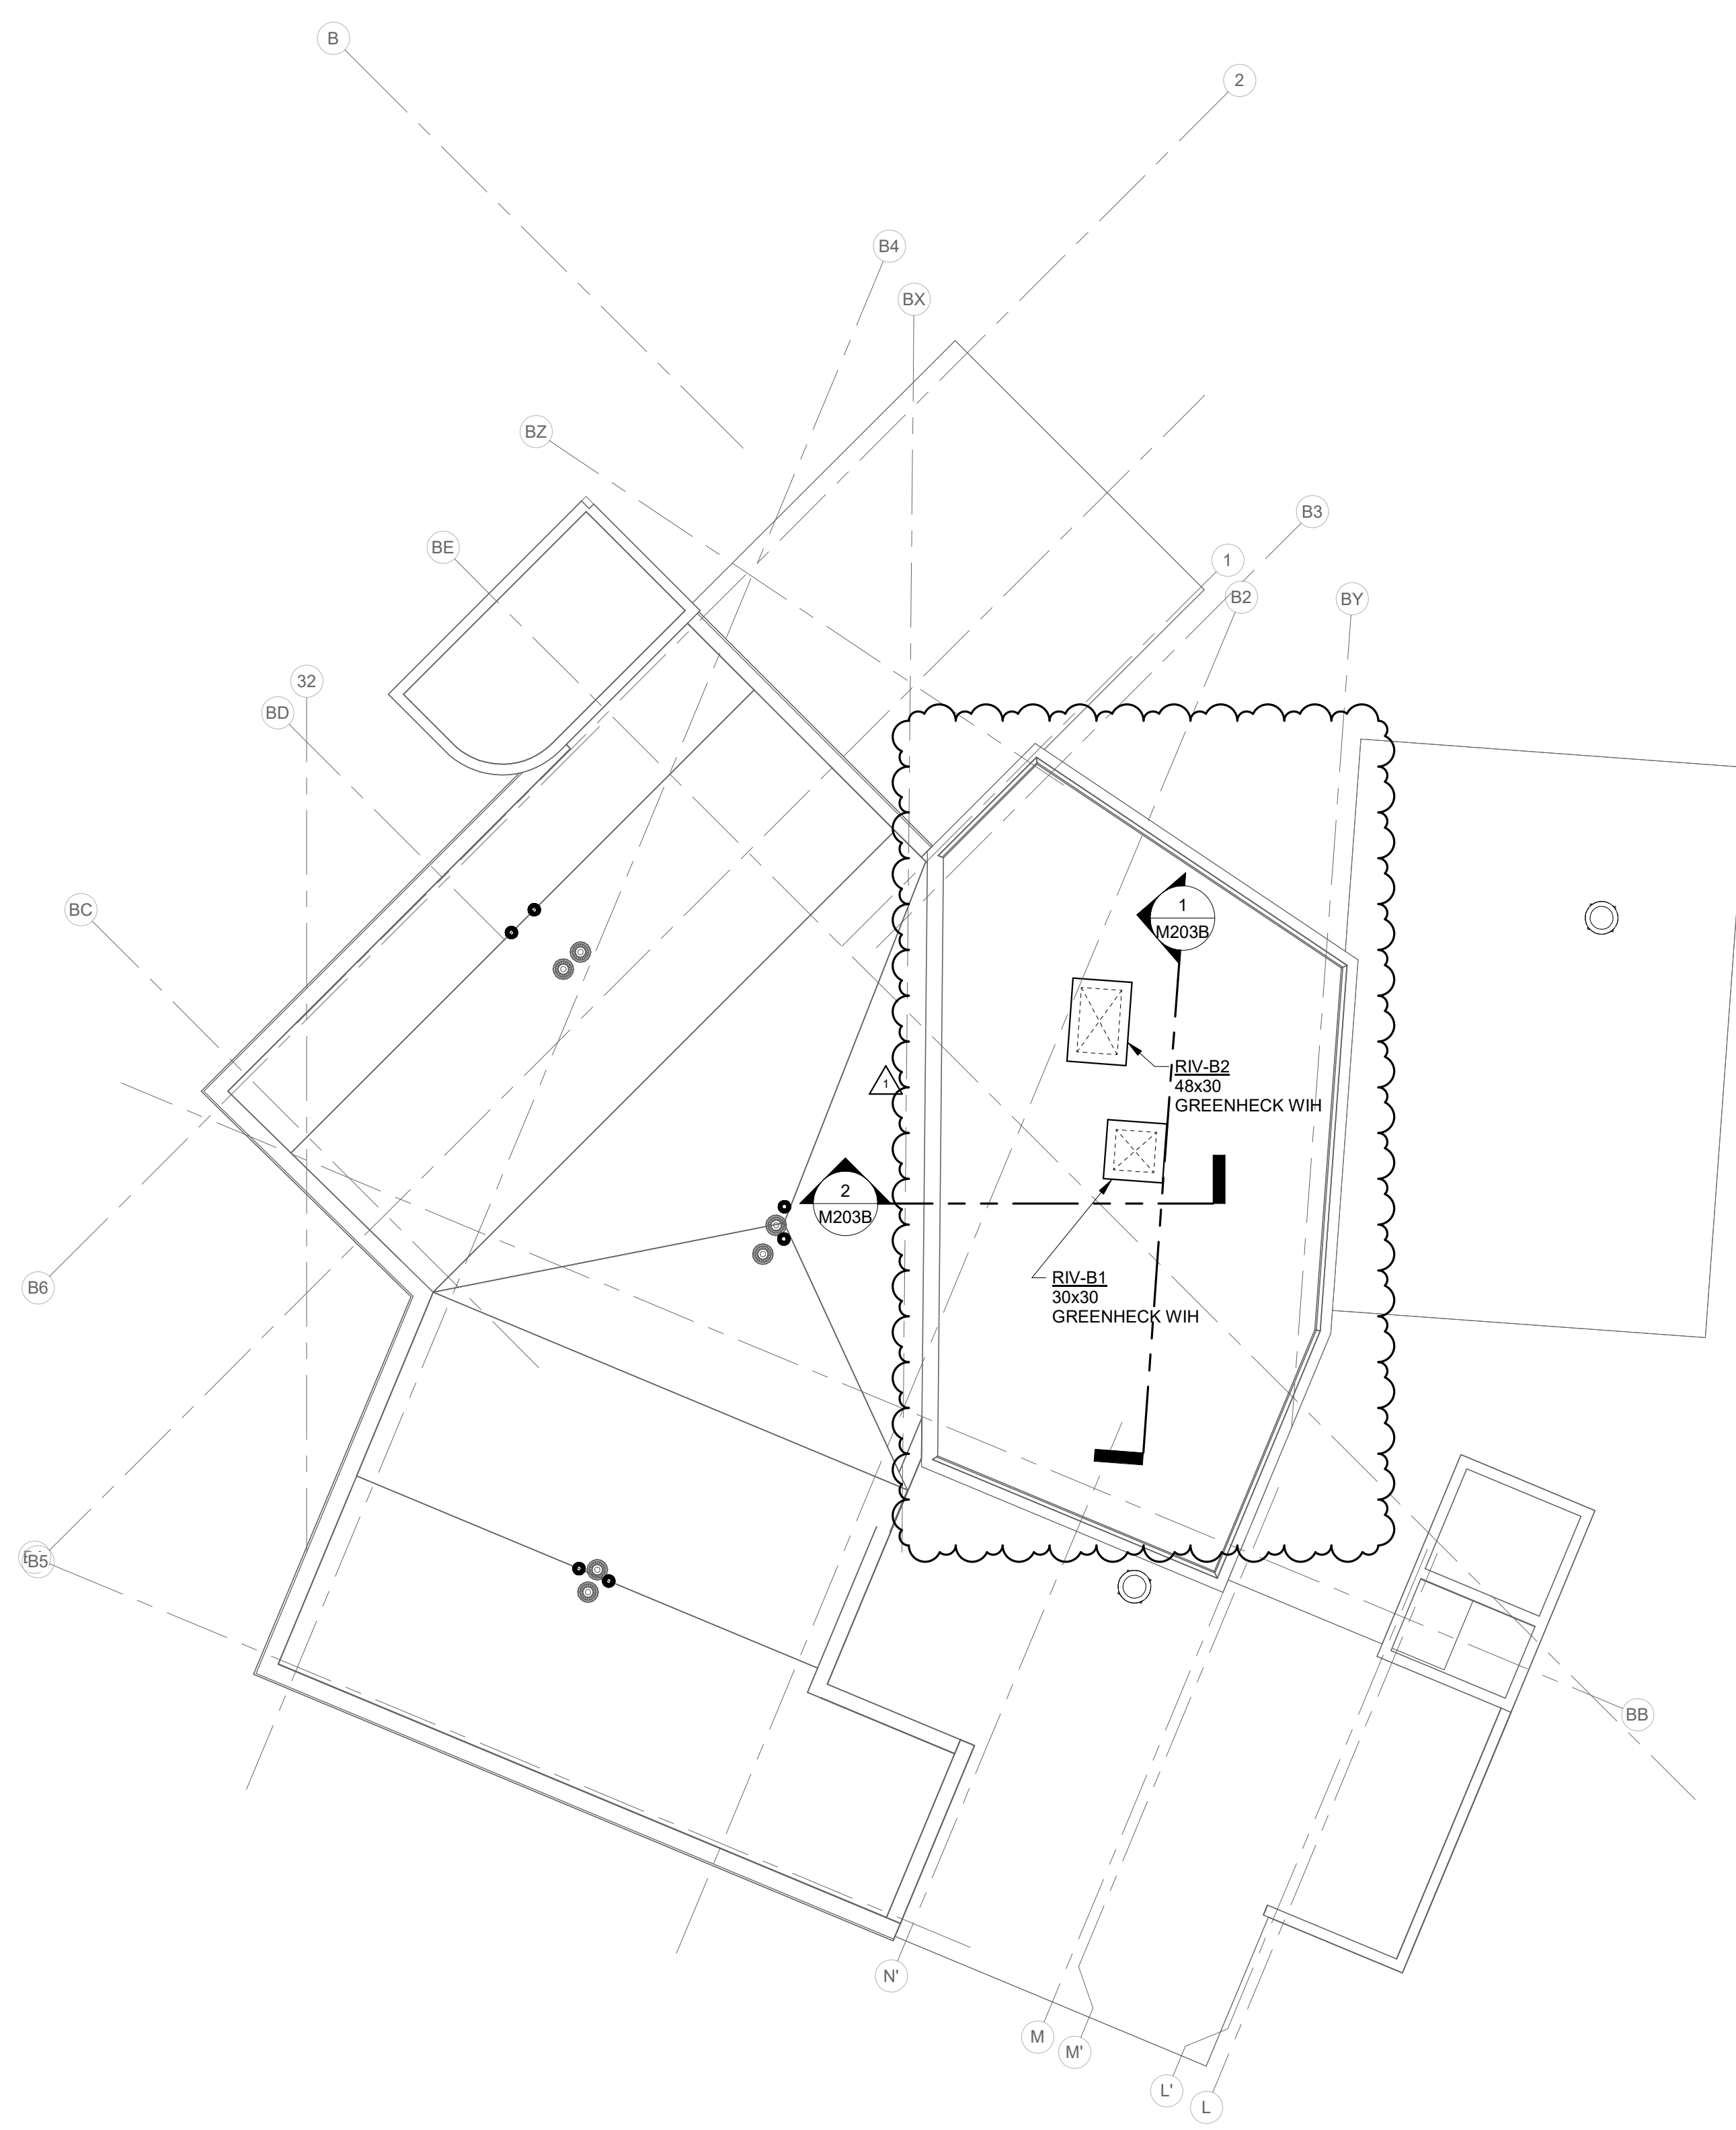 B
2
B4
BX
BZ
B3
BE
1
B2
BY
32
BD
BC
1
M203B
RIV-B2
48x30
GREENHECK WIH
1
2
M203B
RIV-B1
30x30
GREENHECK WIH
B6
B5
BB
N'
M
M'
L'
L